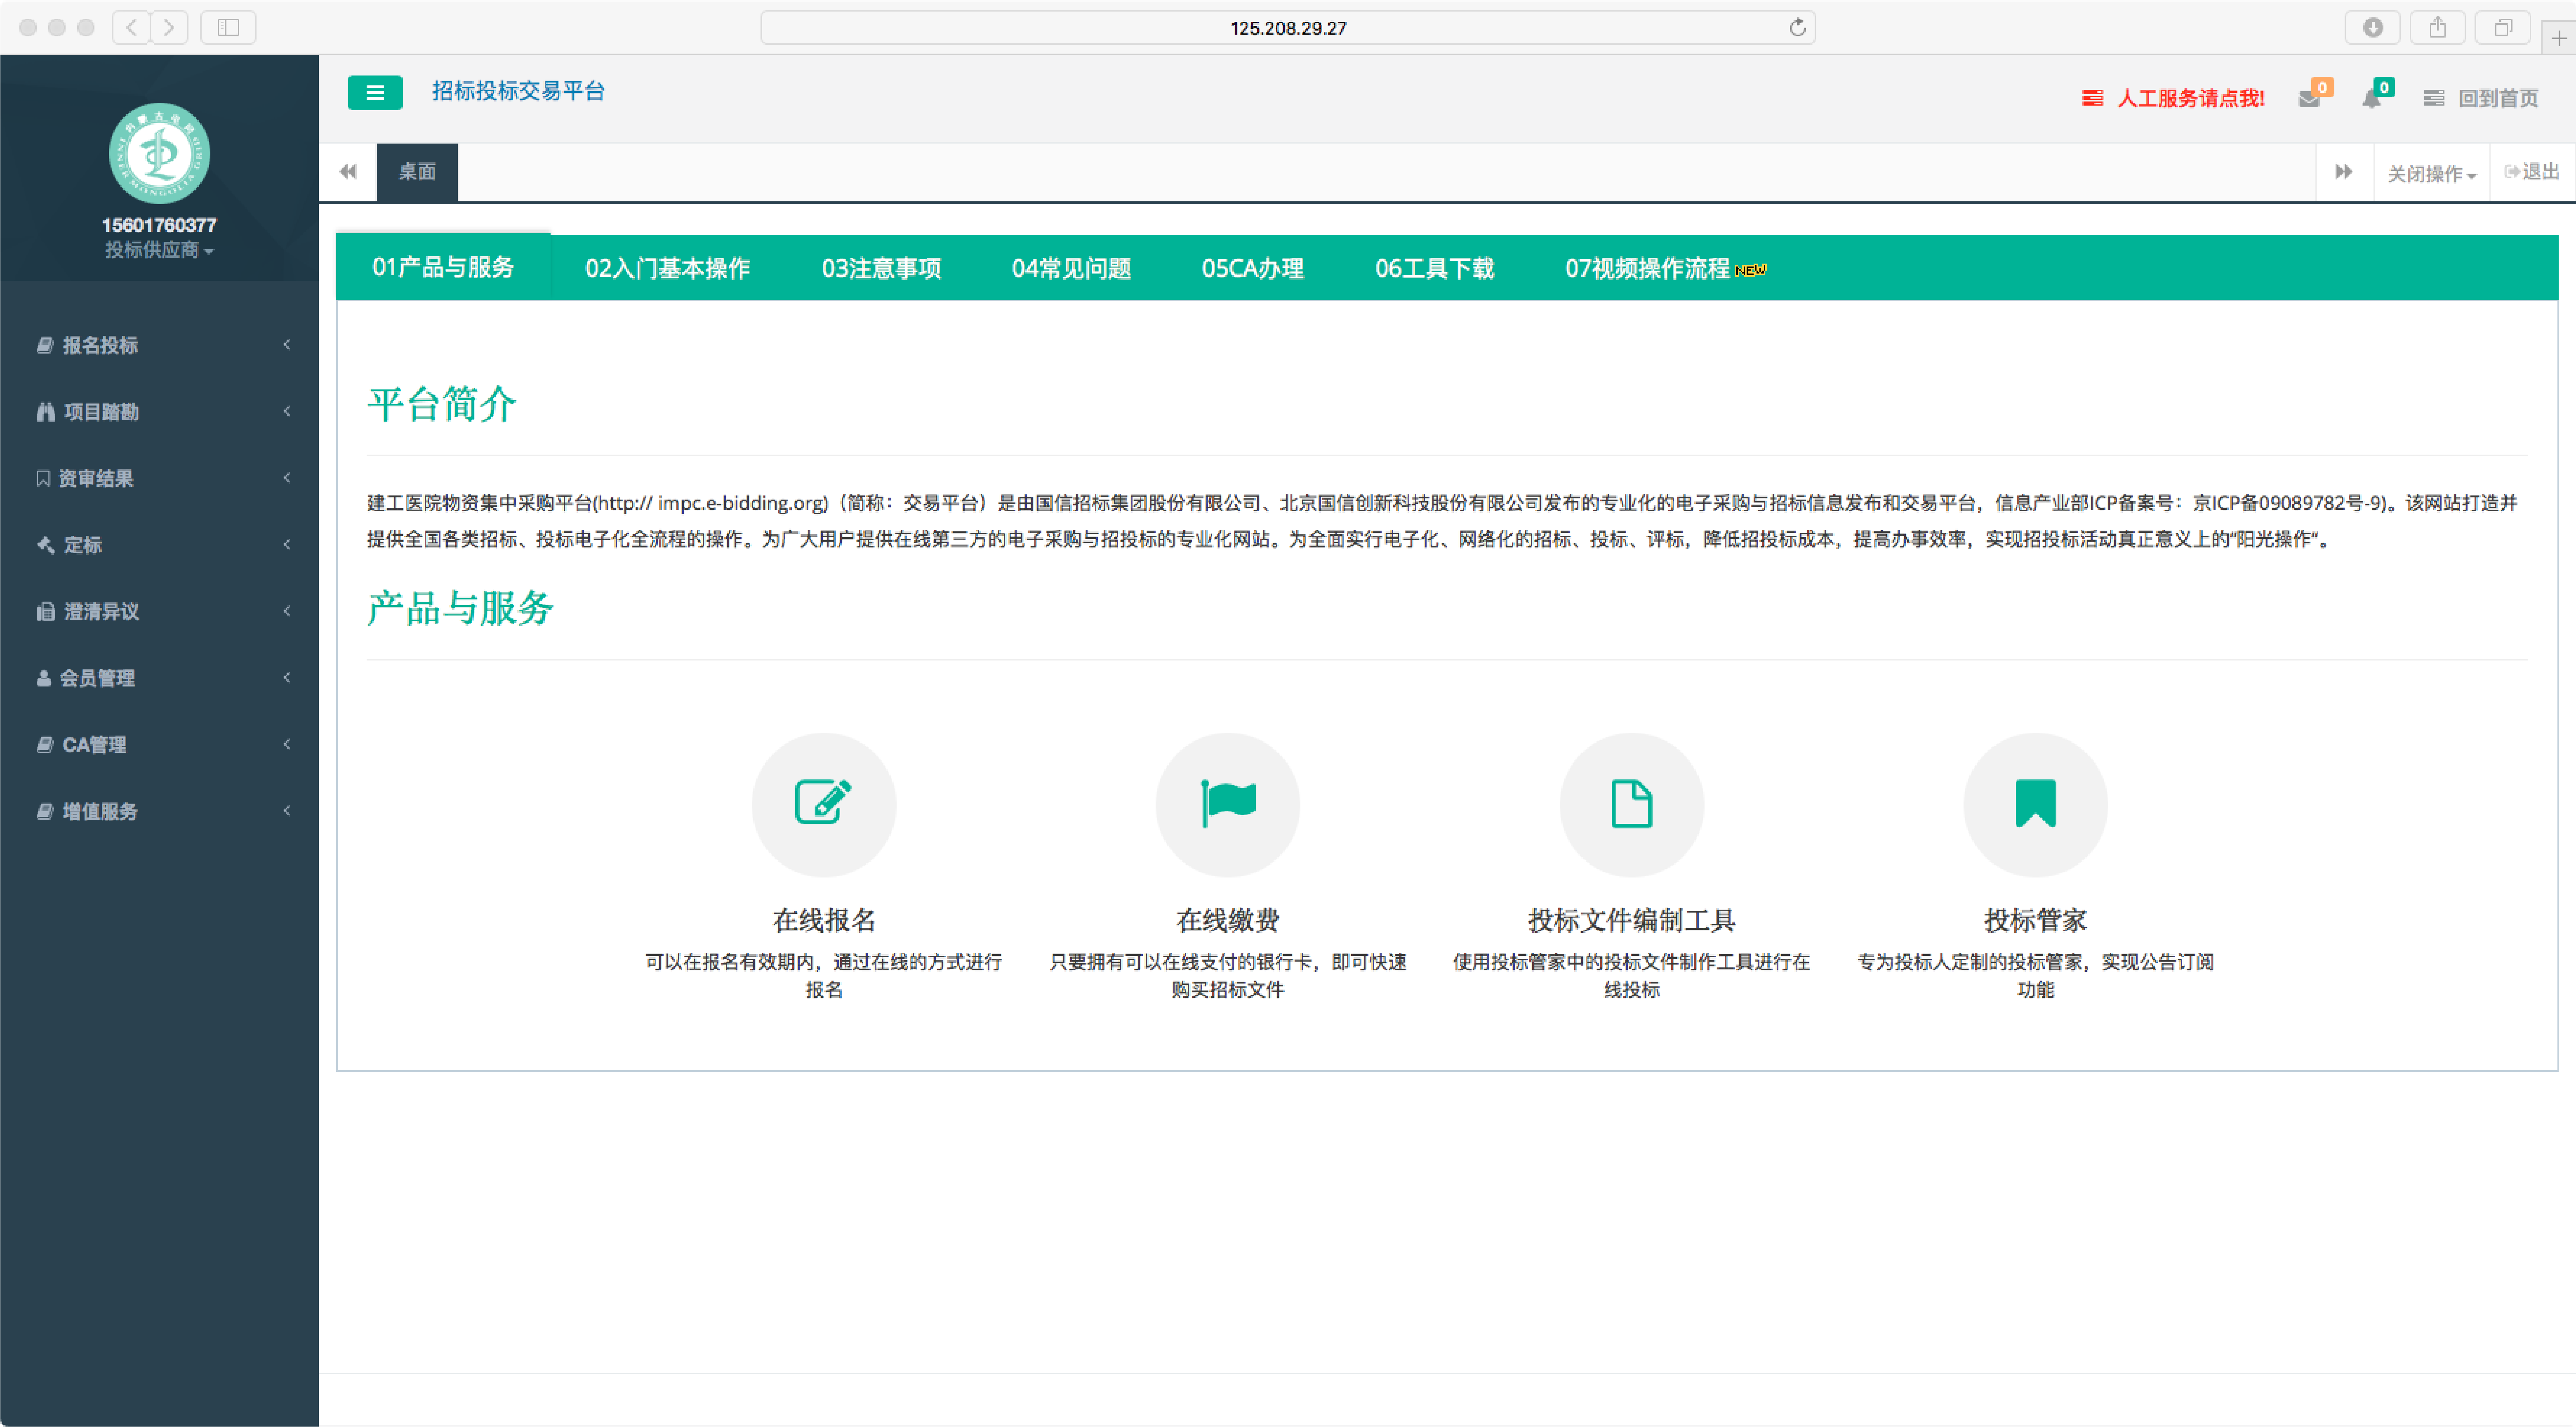 125.208.29.27
内蒙古电网
INNER MONGOLIA GRID
15601760377
投标供应商
报名投标
项目踏勘
资审结果
定标
澄清异议
会员管理
CA管理
增值服务
招标投标交易平台
人工服务请点我!
0
0
回到首页
桌面
关闭操作
退出
01产品与服务
02入门基本操作
03注意事项
04常见问题
05CA办理
06工具下载
07视频操作流程 NEW
平台简介
建工医院物资集中采购平台(http:// impc.e-bidding.org)（简称：交易平台）是由国信招标集团股份有限公司、北京国信创新科技股份有限公司发布的专业化的电子采购与招标信息发布和交易平台，信息产业部ICP备案号：京ICP备09089782号-9)。该网站打造并
提供全国各类招标、投标电子化全流程的操作。为广大用户提供在线第三方的电子采购与招投标的专业化网站。为全面实行电子化、网络化的招标、投标、评标，降低招投标成本，提高办事效率，实现招投标活动真正意义上的“阳光操作“。
产品与服务
在线报名
可以在报名有效期内，通过在线的方式进行
报名
在线缴费
只要拥有可以在线支付的银行卡，即可快速
购买招标文件
投标文件编制工具
使用投标管家中的投标文件制作工具进行在
线投标
投标管家
专为投标人定制的投标管家，实现公告订阅
功能